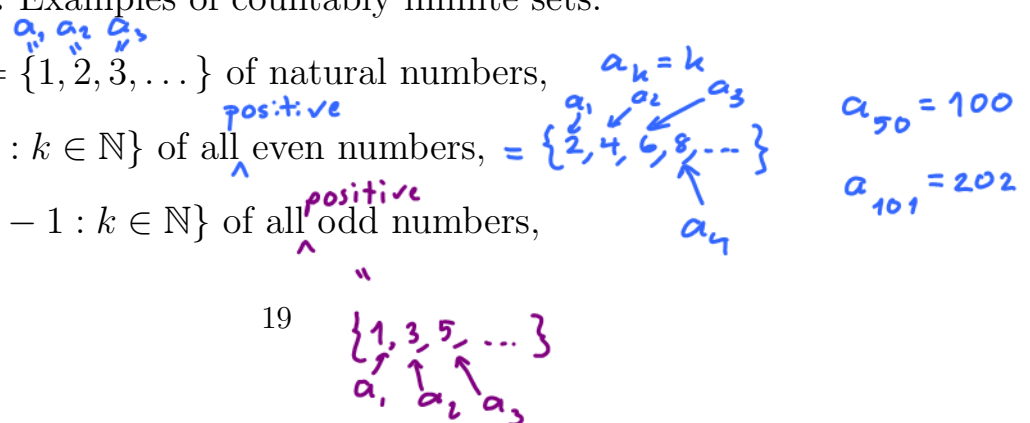 : Examples of countably infinite sets:
a₁ a₂ a₃
= {1, 2, 3, . . . } of natural numbers,
aₖ = k
positive
a₁ a₂ a₃
a₅₀ = 100
: k ∈ ℕ} of all even numbers, = {2, 4, 6, 8, ... }
a₁₀₁ = 202
positive
− 1 : k ∈ ℕ} of all odd numbers,
a₄
"
19
{1, 3, 5, ... }
a₁ a₂ a₃